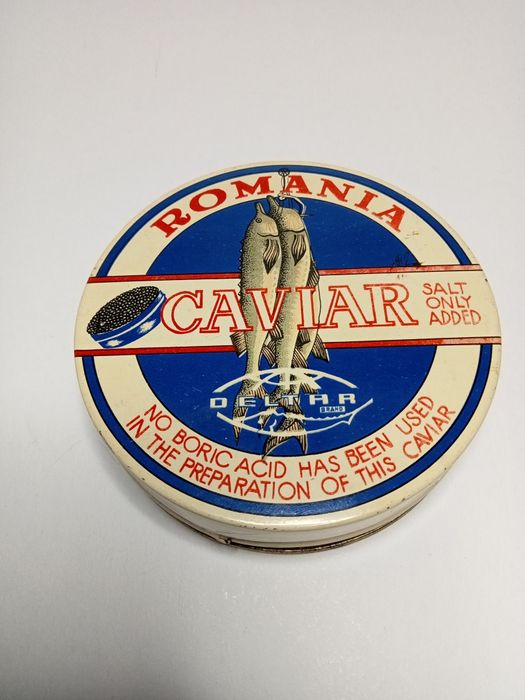 ROMANIA
CAVIAR
SALT
ONLY
ADDED
DELTAR
BRAND
NO BORIC ACID HAS BEEN USED
IN THE PREPARATION OF THIS CAVIAR